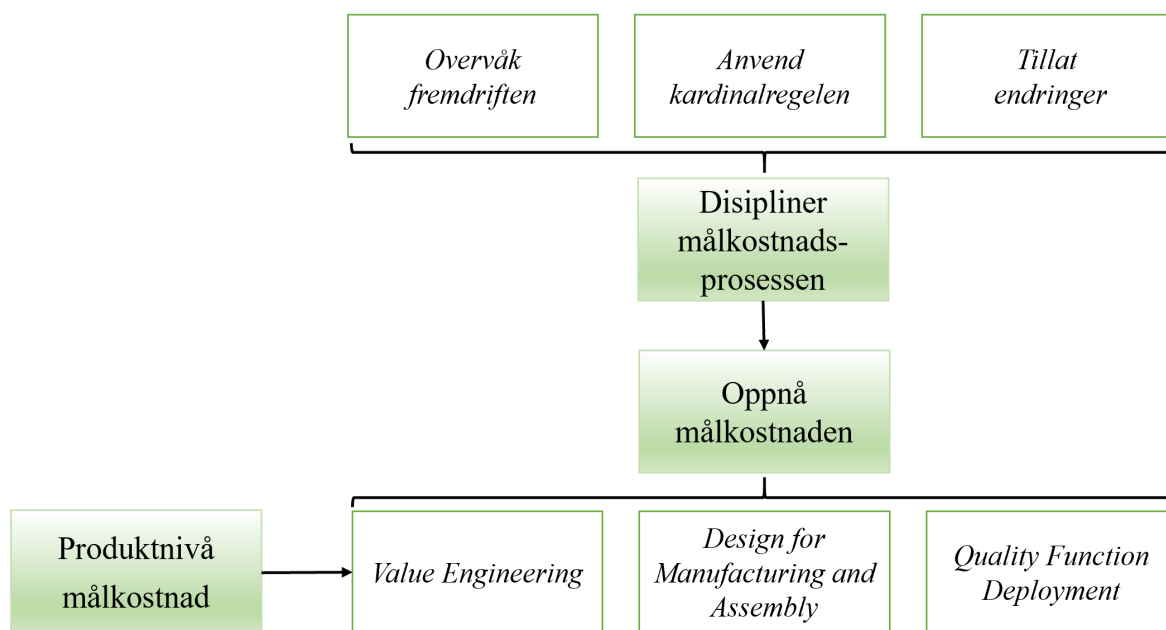 Overvåk
fremdriften
Anvend
kardinalregelen
Tillat
endringer
Disipliner
målkostnads-
prosessen
Oppnå
målkostnaden
Produktnivå
målkostnad
Value Engineering
Design for
Manufacturing and
Assembly
Quality Function
Deployment